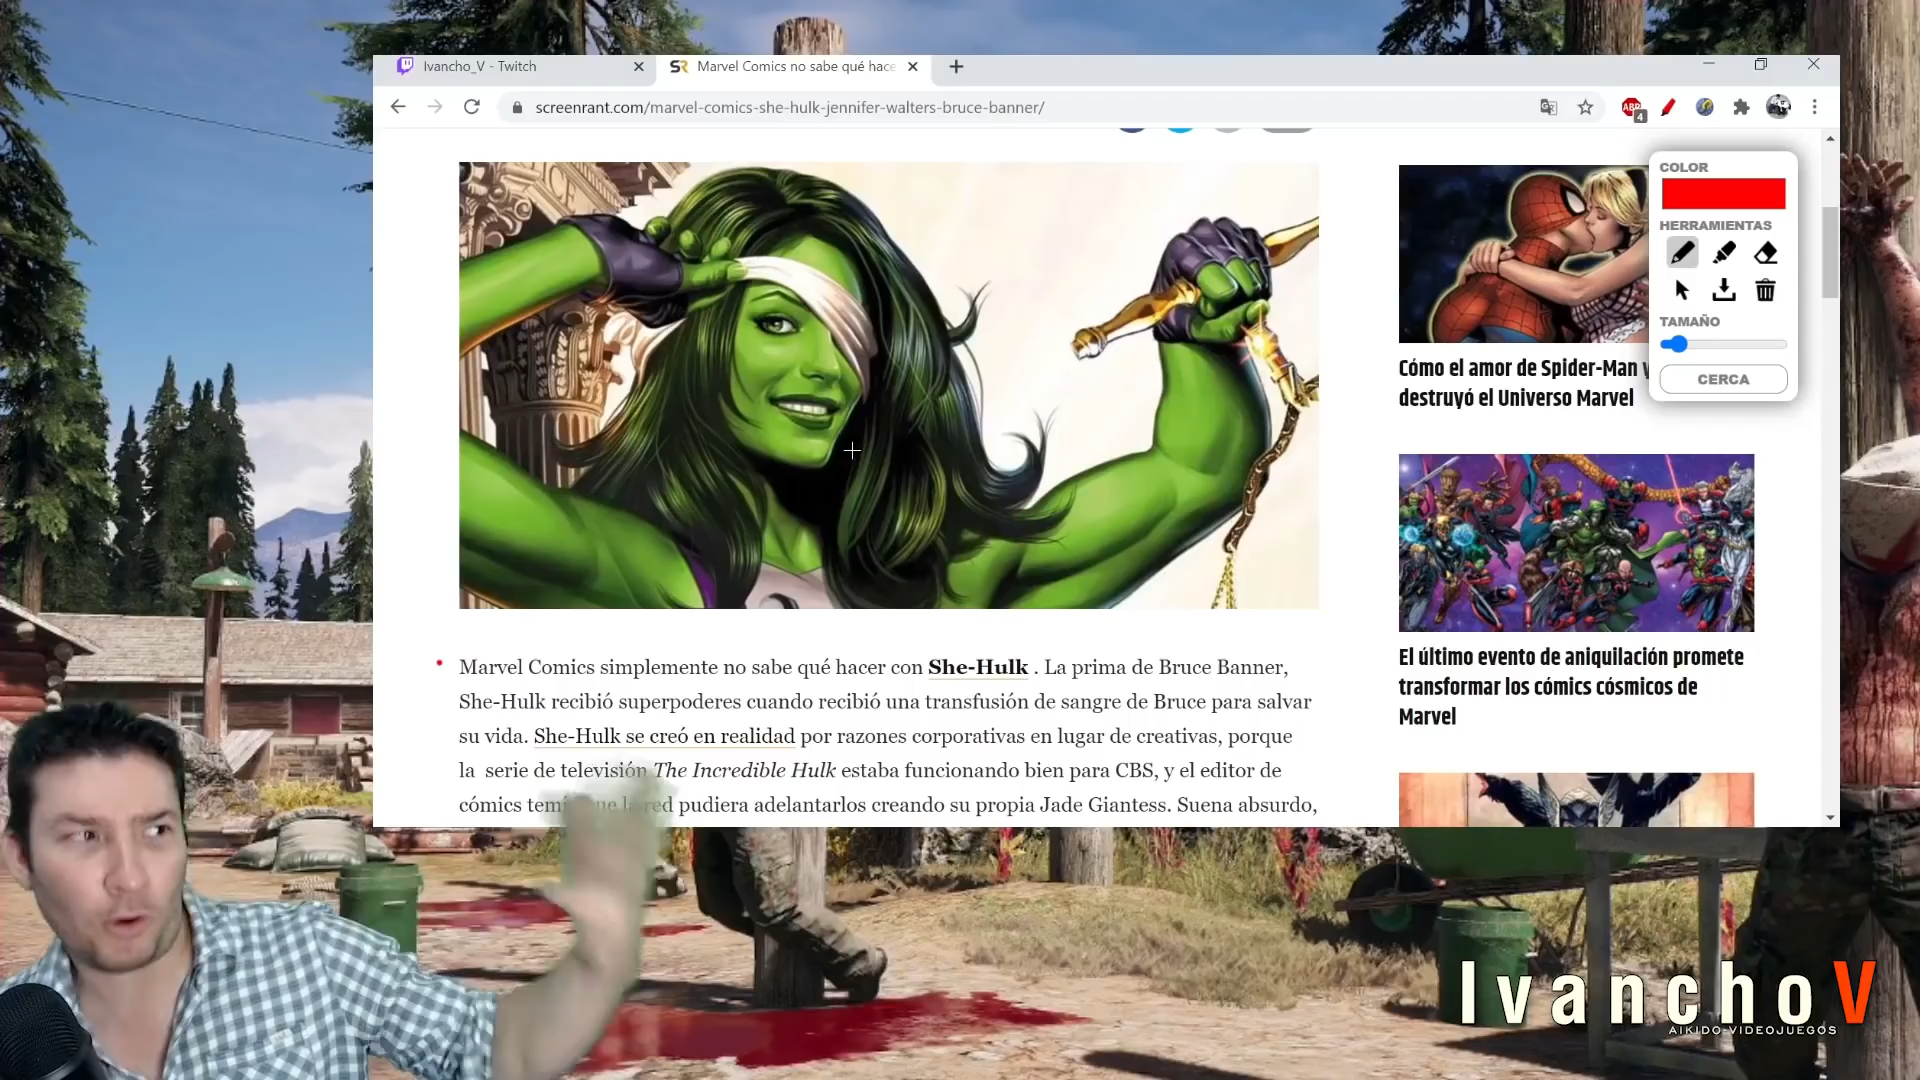 Ivancho_V - Twitch
SR Marvel Comics no sabe qué hace
screenrant.com/marvel-comics-she-hulk-jennifer-walters-bruce-banner/
ABP
4
COLOR
HERRAMIENTAS
TAMAÑO
CERCA
Cómo el amor de Spider-Man y
destruyó el Universo Marvel
El último evento de aniquilación promete
transformar los cómics cósmicos de
Marvel
Marvel Comics simplemente no sabe qué hacer con She-Hulk . La prima de Bruce Banner,
She-Hulk recibió superpoderes cuando recibió una transfusión de sangre de Bruce para salvar
su vida. She-Hulk se creó en realidad por razones corporativas en lugar de creativas, porque
la serie de televisión The Incredible Hulk estaba funcionando bien para CBS, y el editor de
cómics red pudiera adelantarlos creando su propia Jade Giantess. Suena absurdo,
IvanchoV
AIKIDO-VIDEOJUEGOS